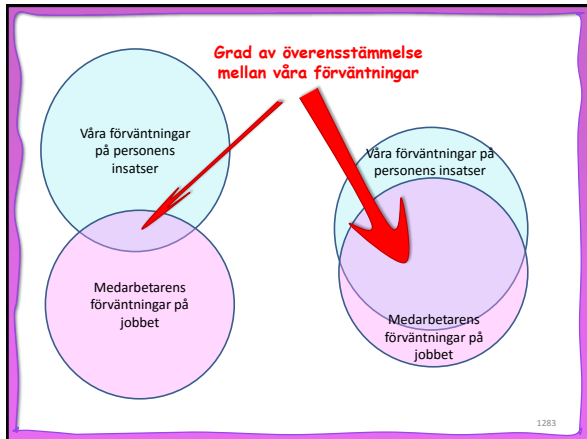 Grad av överensstämmelse
mellan våra förväntningar
Våra förväntningar
på personens
insatser
Medarbetarens
förväntningar på
jobbet
Våra förväntningar på
personens insatser
Medarbetarens
förväntningar på
jobbet
1283